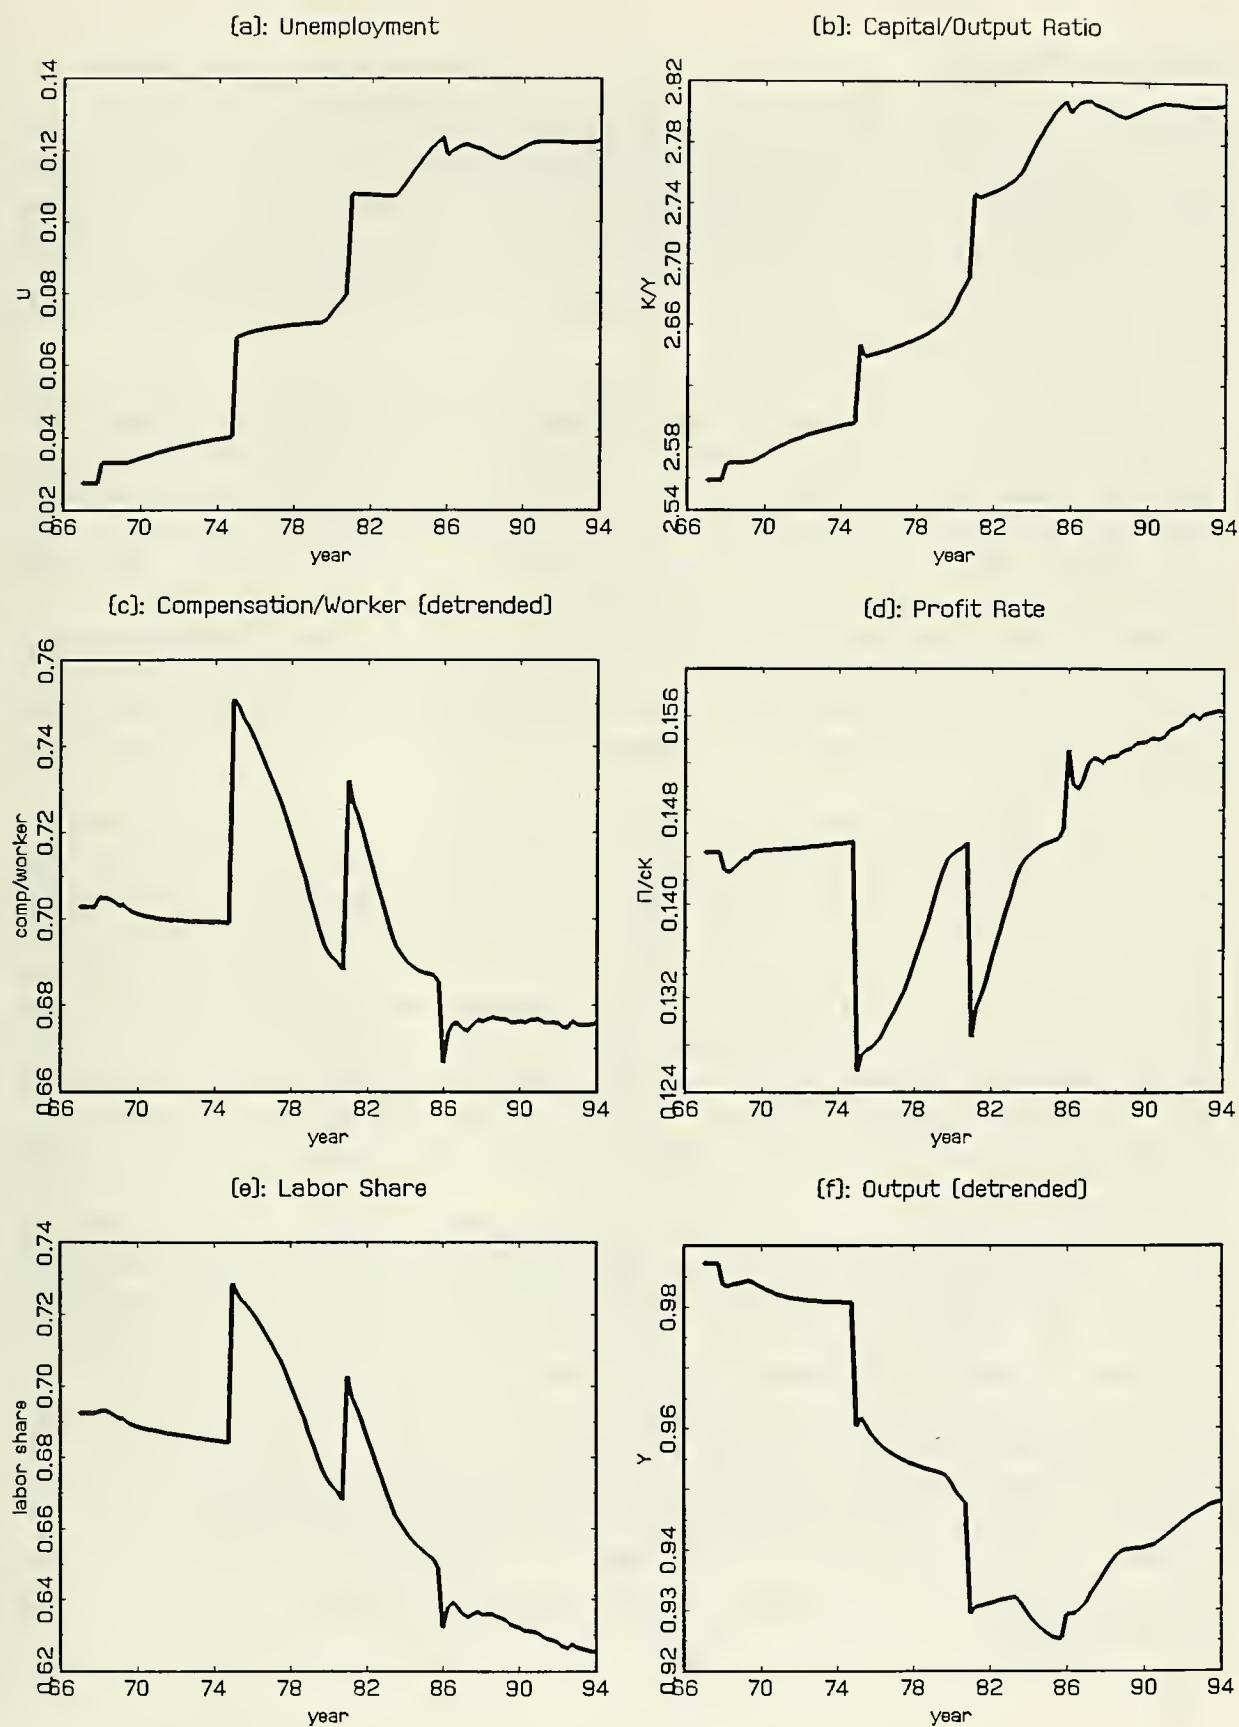 (a): Unemployment
U
0.02 0.04 0.06 0.08 0.10 0.12 0.14
66 70 74 78 82 86 90 94
year
(b): Capital/Output Ratio
K/Y
2.54 2.58 2.66 2.70 2.74 2.78 2.82
66 70 74 78 82 86 90 94
year
(c): Compensation/Worker (detrended)
comp/worker
0.66 0.68 0.70 0.72 0.74 0.76
66 70 74 78 82 86 90 94
year
(d): Profit Rate
Π/cK
0.124 0.132 0.140 0.148 0.156
66 70 74 78 82 86 90 94
year
(e): Labor Share
labor share
0.62 0.64 0.66 0.68 0.70 0.72 0.74
66 70 74 78 82 86 90 94
year
(f): Output (detrended)
Y
0.92 0.93 0.94 0.96 0.98
66 70 74 78 82 86 90 94
year